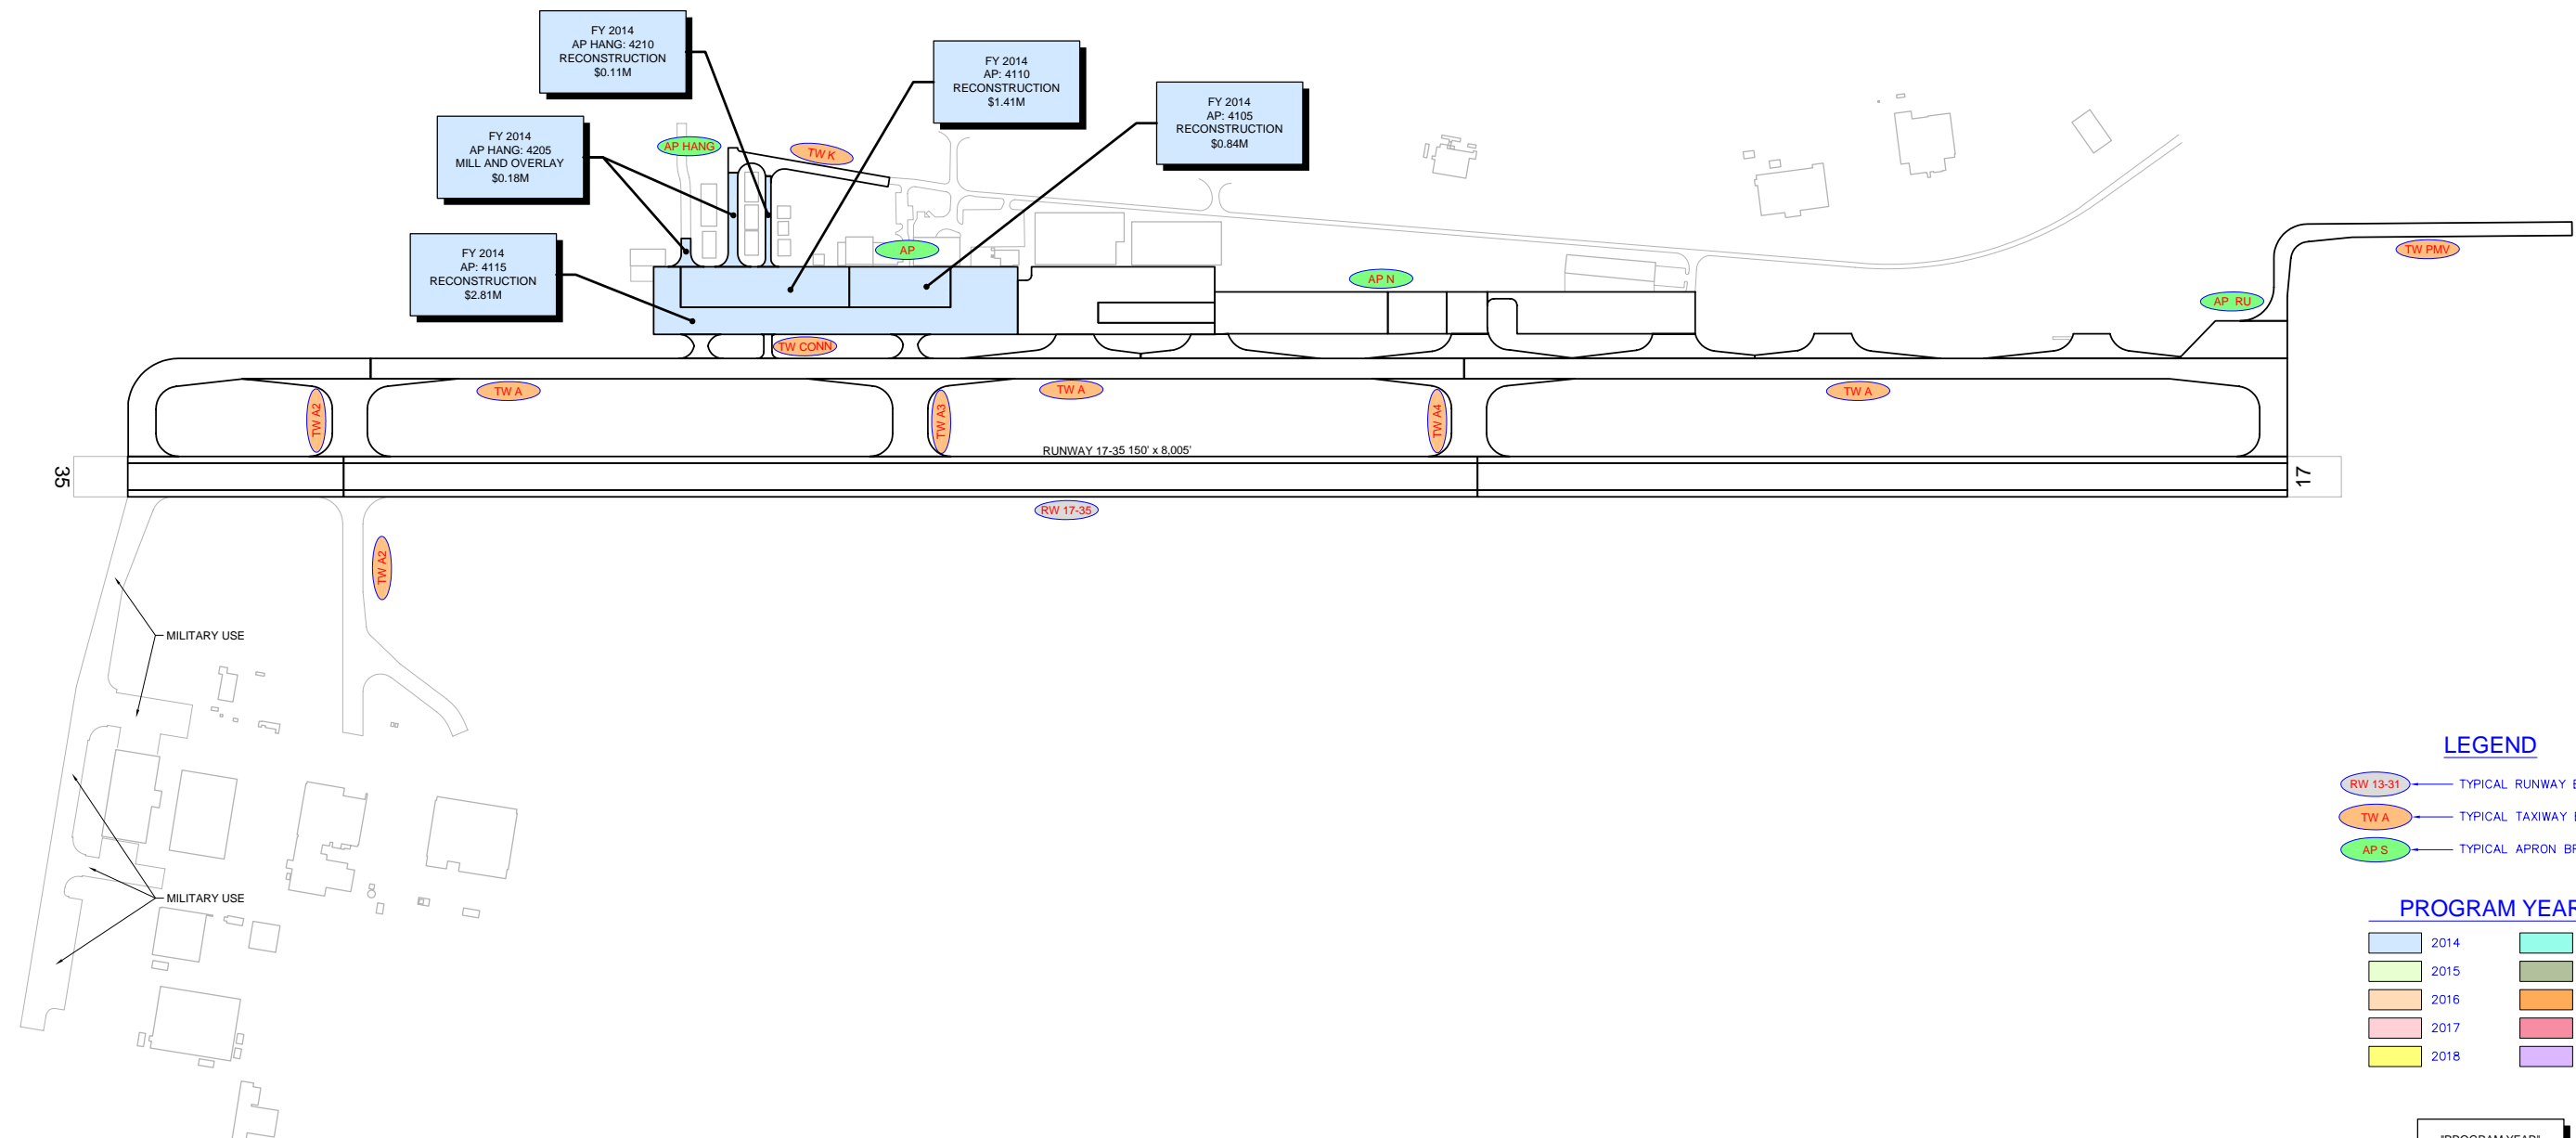 FY 2014
AP HANG: 4210
RECONSTRUCTION
$0.11M
FY 2014
AP: 4110
RECONSTRUCTION
$1.41M
FY 2014
AP: 4105
RECONSTRUCTION
$0.84M
FY 2014
AP HANG: 4205
MILL AND OVERLAY
$0.18M
FY 2014
AP: 4115
RECONSTRUCTION
$2.81M
AP HANG
TW K
AP
AP N
TW PMV
AP RU
TW CONN
TW A
TW A
TW A
TW A2
TW A3
TW A4
RUNWAY 17-35 150' x 8,005'
35
17
RW 17-35
TW A2
MILITARY USE
MILITARY USE
LEGEND
RW 13-31
TYPICAL RUNWAY
TW A
TYPICAL TAXIWAY
AP S
TYPICAL APRON
PROGRAM YEAR
2014
2015
2016
2017
2018
"PROGRAM YEAR"